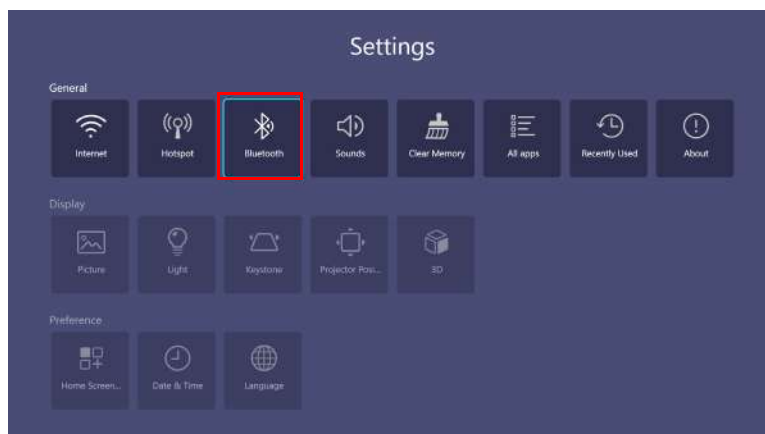 Settings
General
Internet
Hotspot
Bluetooth
Sounds
Clear Memory
All apps
Recently Used
About
Display
Picture
Light
Keystone
Projector Posi...
3D
Preference
Home Screen...
Date & Time
Language